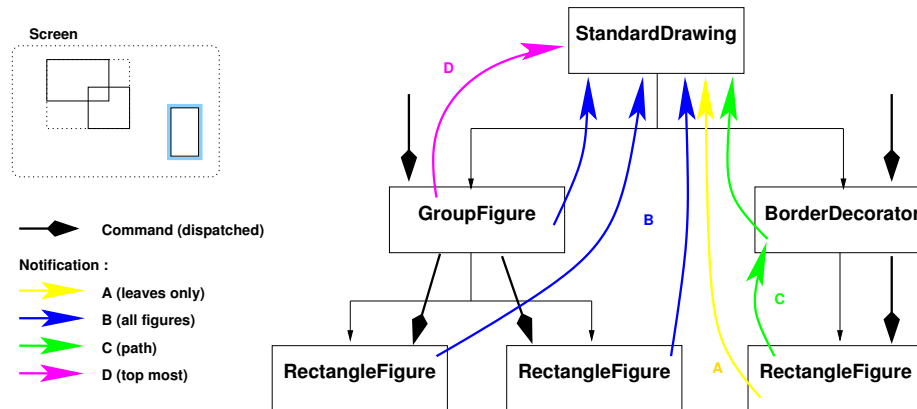 Screen
StandardDrawing
D
GroupFigure
BorderDecorator
B
Command (dispatched)
Notification :
A (leaves only)
B (all figures)
C (path)
D (top most)
C
A
RectangleFigure
RectangleFigure
RectangleFigure